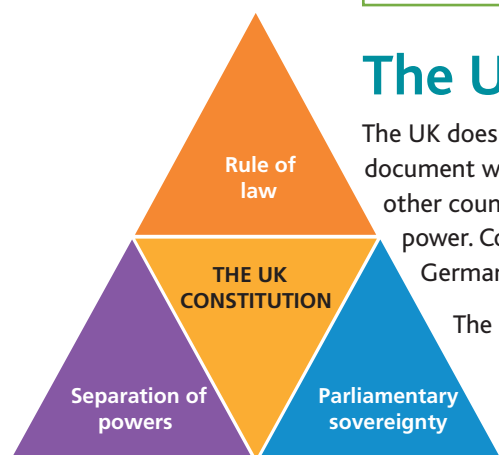 The U
The UK does
document w
other coun
power. Co
German
The
Rule of
law
THE UK
CONSTITUTION
Separation of
powers
Parliamentary
sovereignty